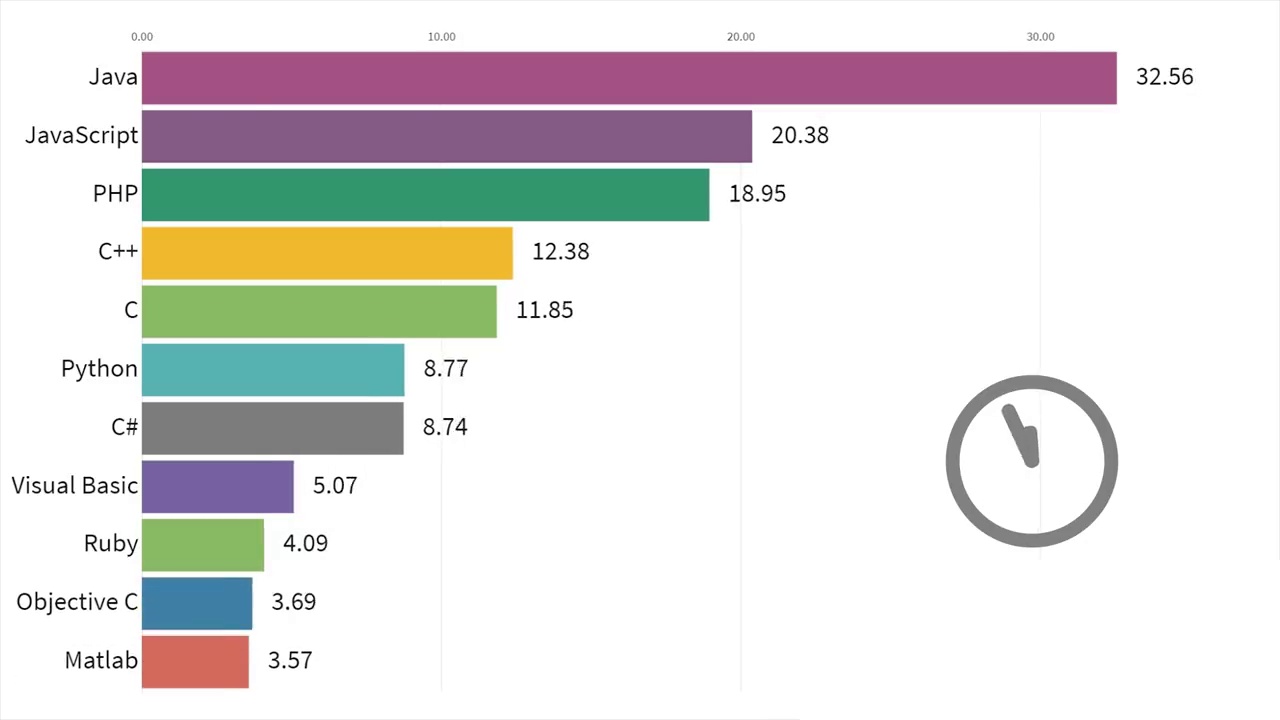 0.00 10.00 20.00 30.00
Java 32.56
JavaScript 20.38
PHP 18.95
C++ 12.38
C 11.85
Python 8.77
C# 8.74
Visual Basic 5.07
Ruby 4.09
Objective C 3.69
Matlab 3.57